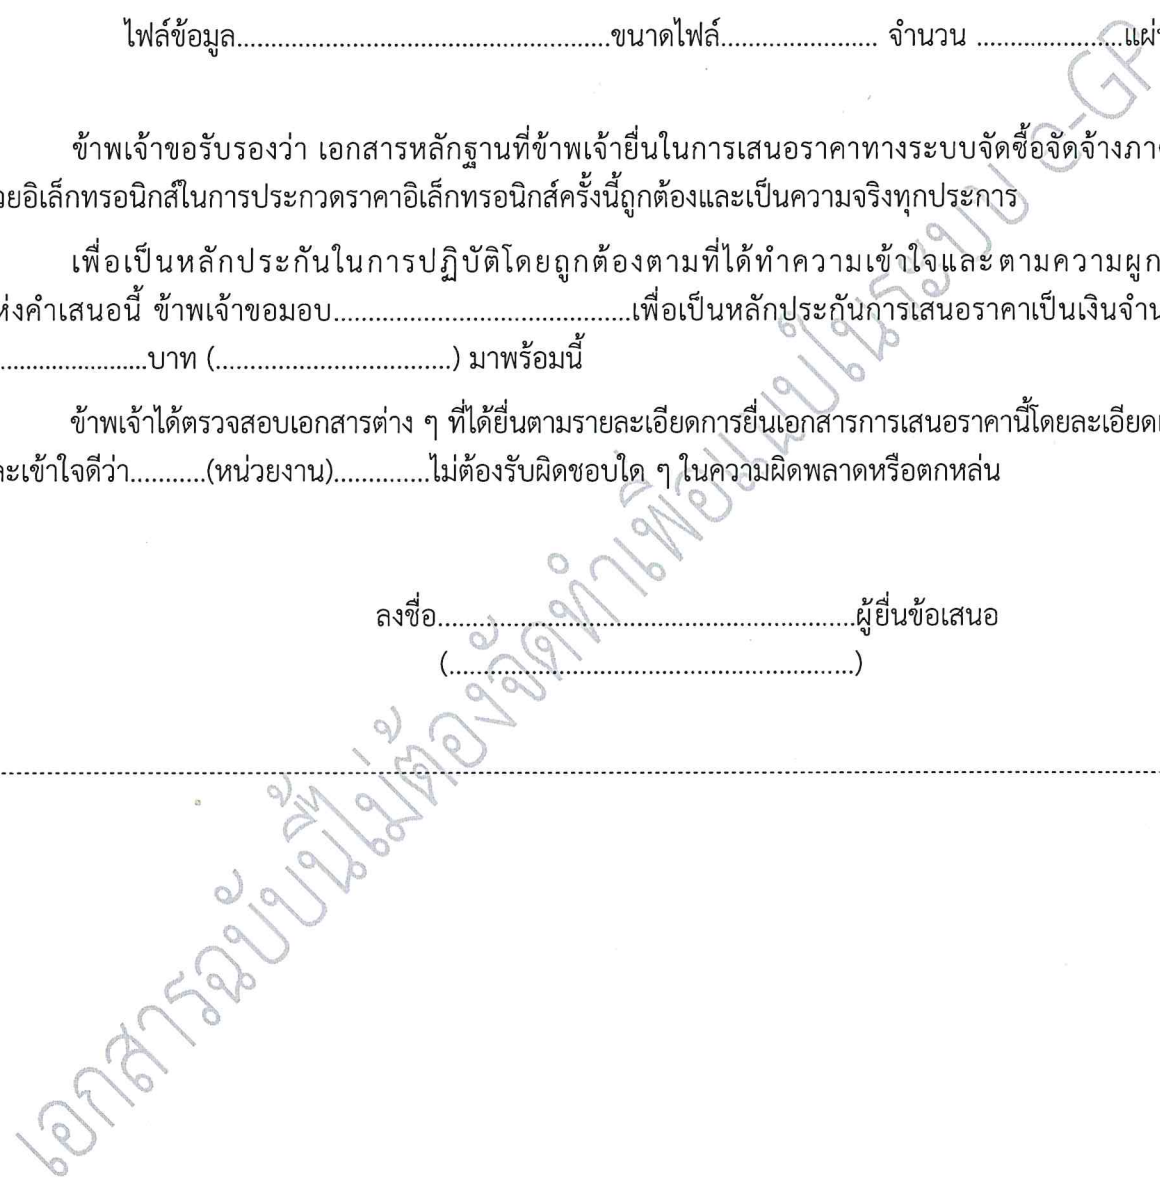 ไฟล์ข้อมูล.............................................ขนาดไฟล์................... จำนวน ..................แผ่
ข้าพเจ้าขอรับรองว่า เอกสารหลักฐานที่ข้าพเจ้ายื่นในการเสนอราคาทางระบบจัดซื้อจัดจ้างภา
วยอิเล็กทรอนิกส์ในการประกวดราคาอิเล็กทรอนิกส์ครั้งนี้ถูกต้องและเป็นความจริงทุกประการ
เพื่อเป็นหลักประกันในการปฏิบัติโดยถูกต้องตามที่ได้ทำความเข้าใจและตามความผูก
ห่งคำเสนอนี้ ข้าพเจ้าขอมอบ....................................เพื่อเป็นหลักประกันการเสนอราคาเป็นเงินจำน
...................บาท (............................) มาพร้อมนี้
ข้าพเจ้าได้ตรวจสอบเอกสารต่าง ๆ ที่ได้ยื่นตามรายละเอียดการยื่นเอกสารการเสนอราคานี้โดยละเอียด
ละเข้าใจดีว่า...........(หน่วยงาน)..............ไม่ต้องรับผิดชอบใด ๆ ในความผิดพลาดหรือตกหล่น
ลงชื่อ..................................................ผู้ยื่นข้อเสนอ
(.................................................)
เอกสารฉบับนี้ไม่ต้องจัดทำเพื่อแนบในระบบ e-GP